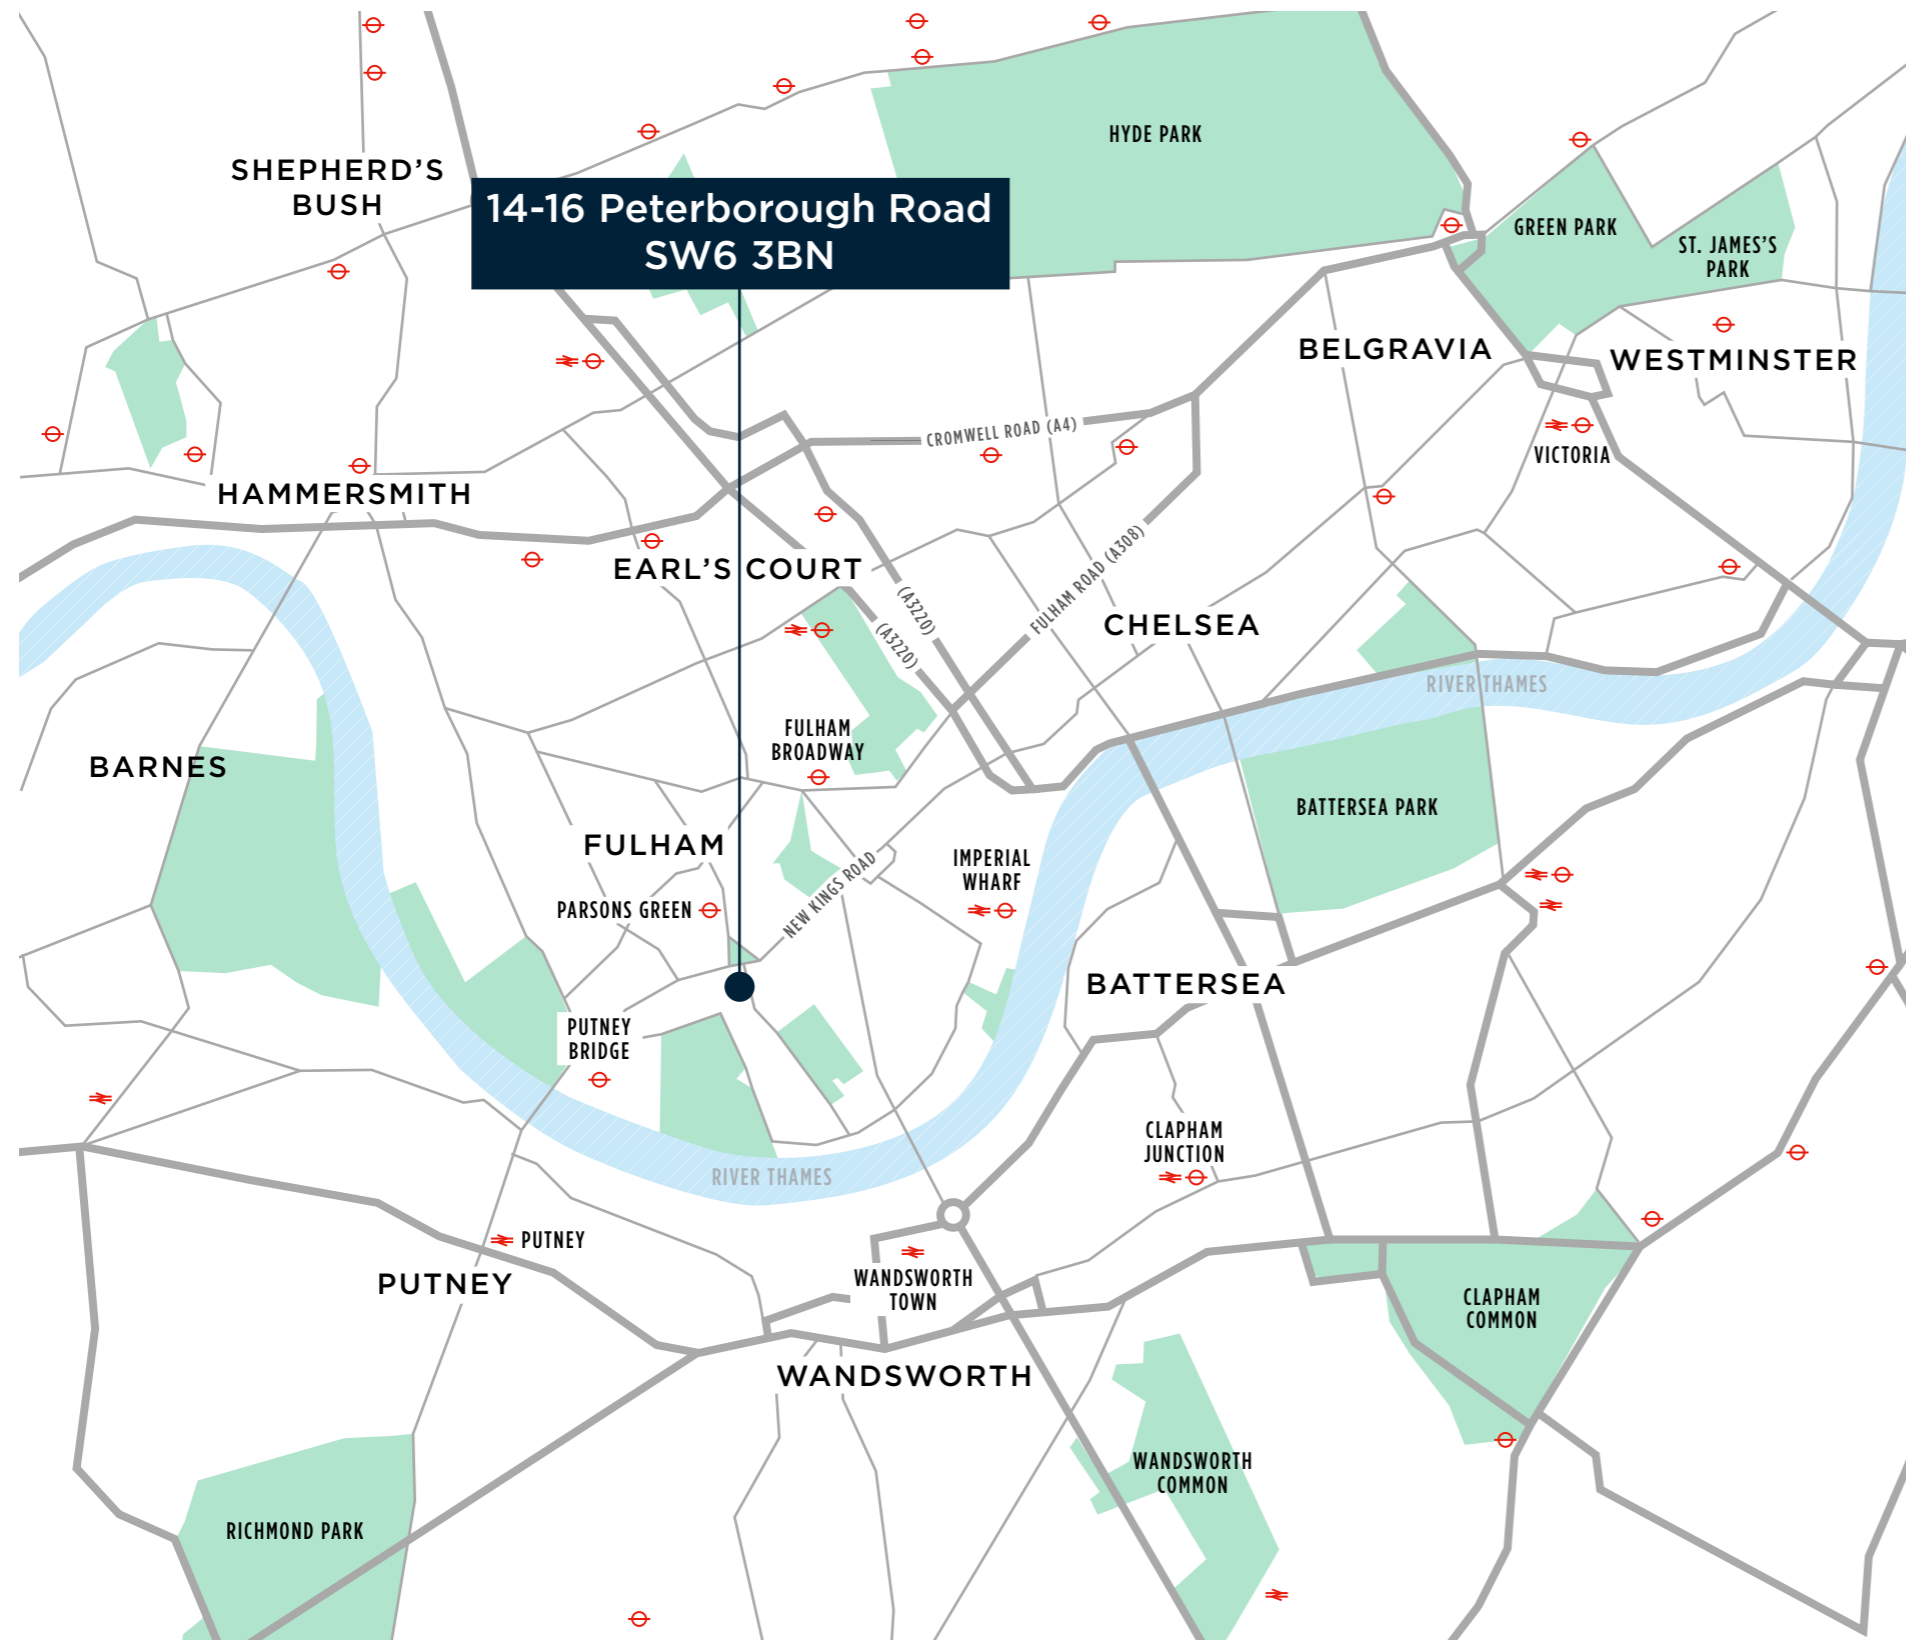 HYDE PARK
SHEPHERD'S
BUSH
14-16 Peterborough Road
SW6 3BN
GREEN PARK
ST. JAMES'S
PARK
BELGRAVIA
WESTMINSTER
CROMWELL ROAD (A4)
VICTORIA
HAMMERSMITH
EARL'S COURT
(A3220)
(A3220)
FULHAM ROAD (A308)
CHELSEA
RIVER THAMES
FULHAM
BROADWAY
BARNES
BATTERSEA PARK
FULHAM
IMPERIAL
WHARF
NEW KINGS ROAD
PARSONS GREEN
BATTERSEA
PUTNEY
BRIDGE
CLAPHAM
JUNCTION
RIVER THAMES
PUTNEY
PUTNEY
WANDSWORTH
TOWN
CLAPHAM
COMMON
WANDSWORTH
WANDSWORTH
COMMON
RICHMOND PARK